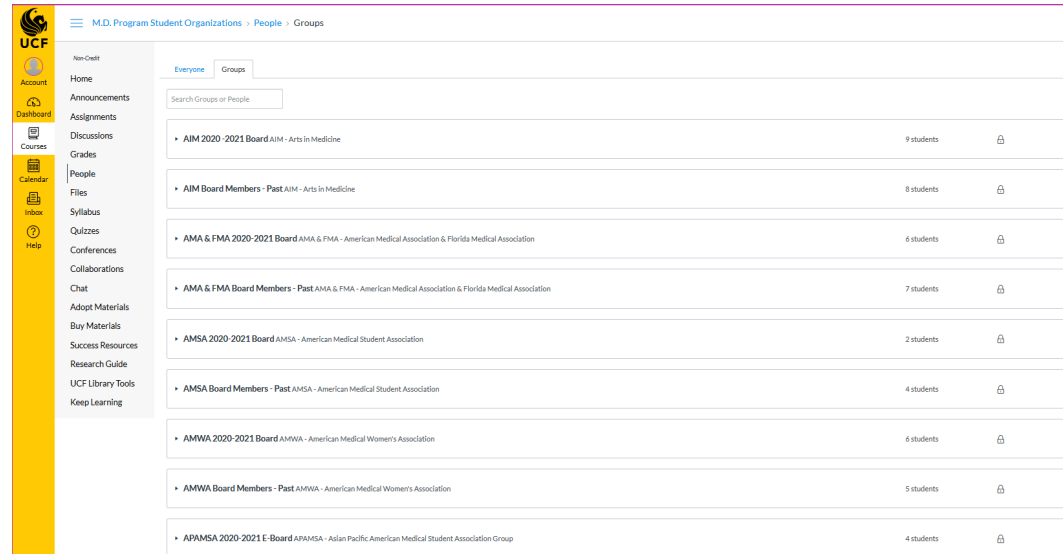 UCF
Account
Dashboard
Courses
Calendar
Inbox
Help
M.D. Program Student Organizations > People > Groups
Non-Credit
Home
Announcements
Assignments
Discussions
Grades
People
Files
Syllabus
Quizzes
Conferences
Collaborations
Chat
Adopt Materials
Buy Materials
Success Resources
Research Guide
UCF Library Tools
Keep Learning
Everyone Groups
Search Groups or People
AIM 2020 -2021 Board AIM - Arts in Medicine 9 students
AIM Board Members - Past AIM - Arts in Medicine 8 students
AMA & FMA 2020-2021 Board AMA & FMA - American Medical Association & Florida Medical Association 6 students
AMA & FMA Board Members - Past AMA & FMA - American Medical Association & Florida Medical Association 7 students
AMSA 2020-2021 Board AMSA - American Medical Student Association 2 students
AMSA Board Members - Past AMSA - American Medical Student Association 4 students
AMWA 2020-2021 Board AMWA - American Medical Women's Association 6 students
AMWA Board Members - Past AMWA - American Medical Women's Association 5 students
APAMSA 2020-2021 E-Board APAMSA - Asian Pacific American Medical Student Association Group 4 students